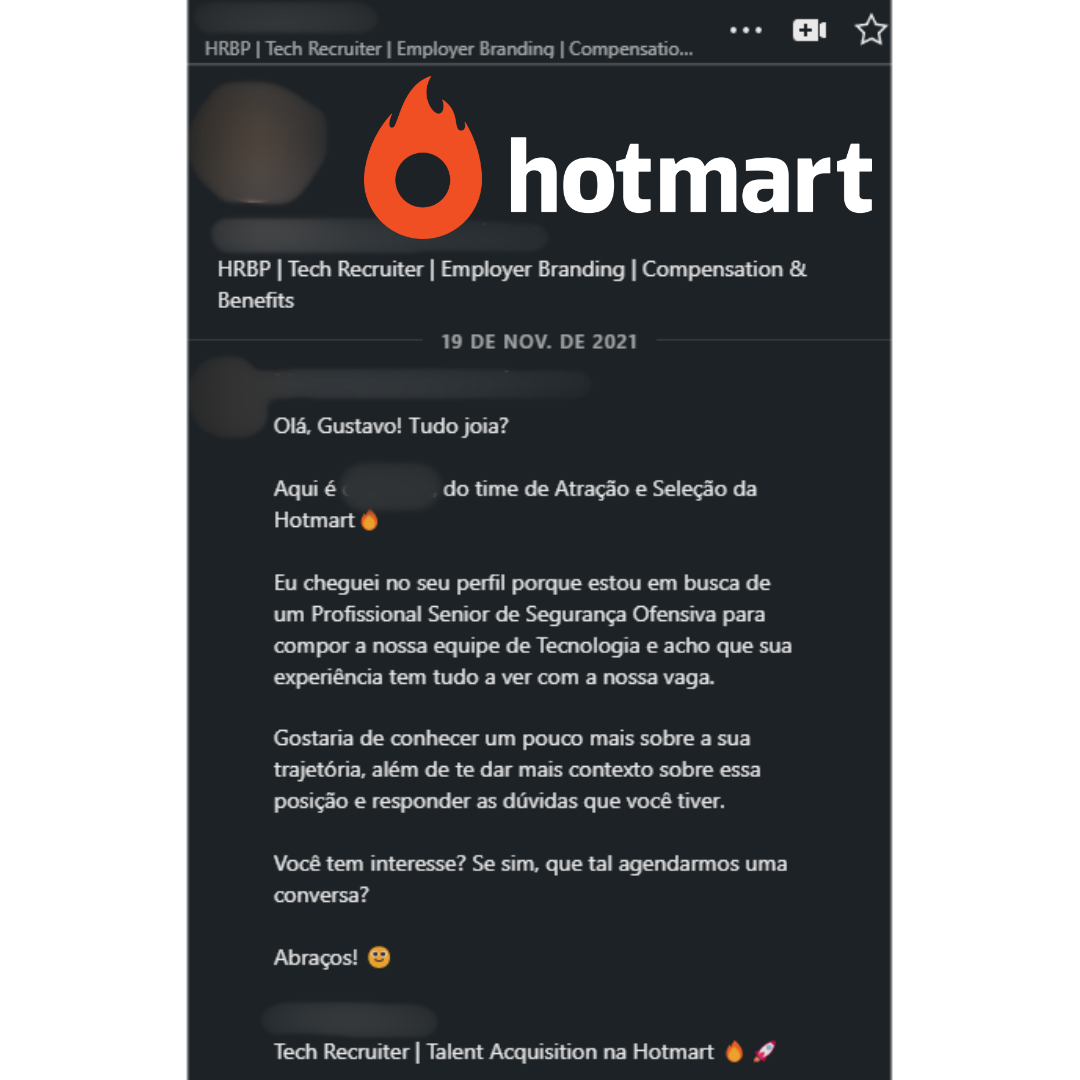 HRBP | Tech Recruiter | Employer Branding | Compensatio...
hotmart
HRBP | Tech Recruiter | Employer Branding | Compensation &
Benefits
19 DE NOV. DE 2021
Olá, Gustavo! Tudo joia?
Aqui é , do time de Atração e Seleção da
Hotmart🔥
Eu cheguei no seu perfil porque estou em busca de
um Profissional Senior de Segurança Ofensiva para
compor a nossa equipe de Tecnologia e acho que sua
experiência tem tudo a ver com a nossa vaga.
Gostaria de conhecer um pouco mais sobre a sua
trajetória, além de te dar mais contexto sobre essa
posição e responder as dúvidas que você tiver.
Você tem interesse? Se sim, que tal agendarmos uma
conversa?
Abraços! 😎
Tech Recruiter | Talent Acquisition na Hotmart 🔥 🚀